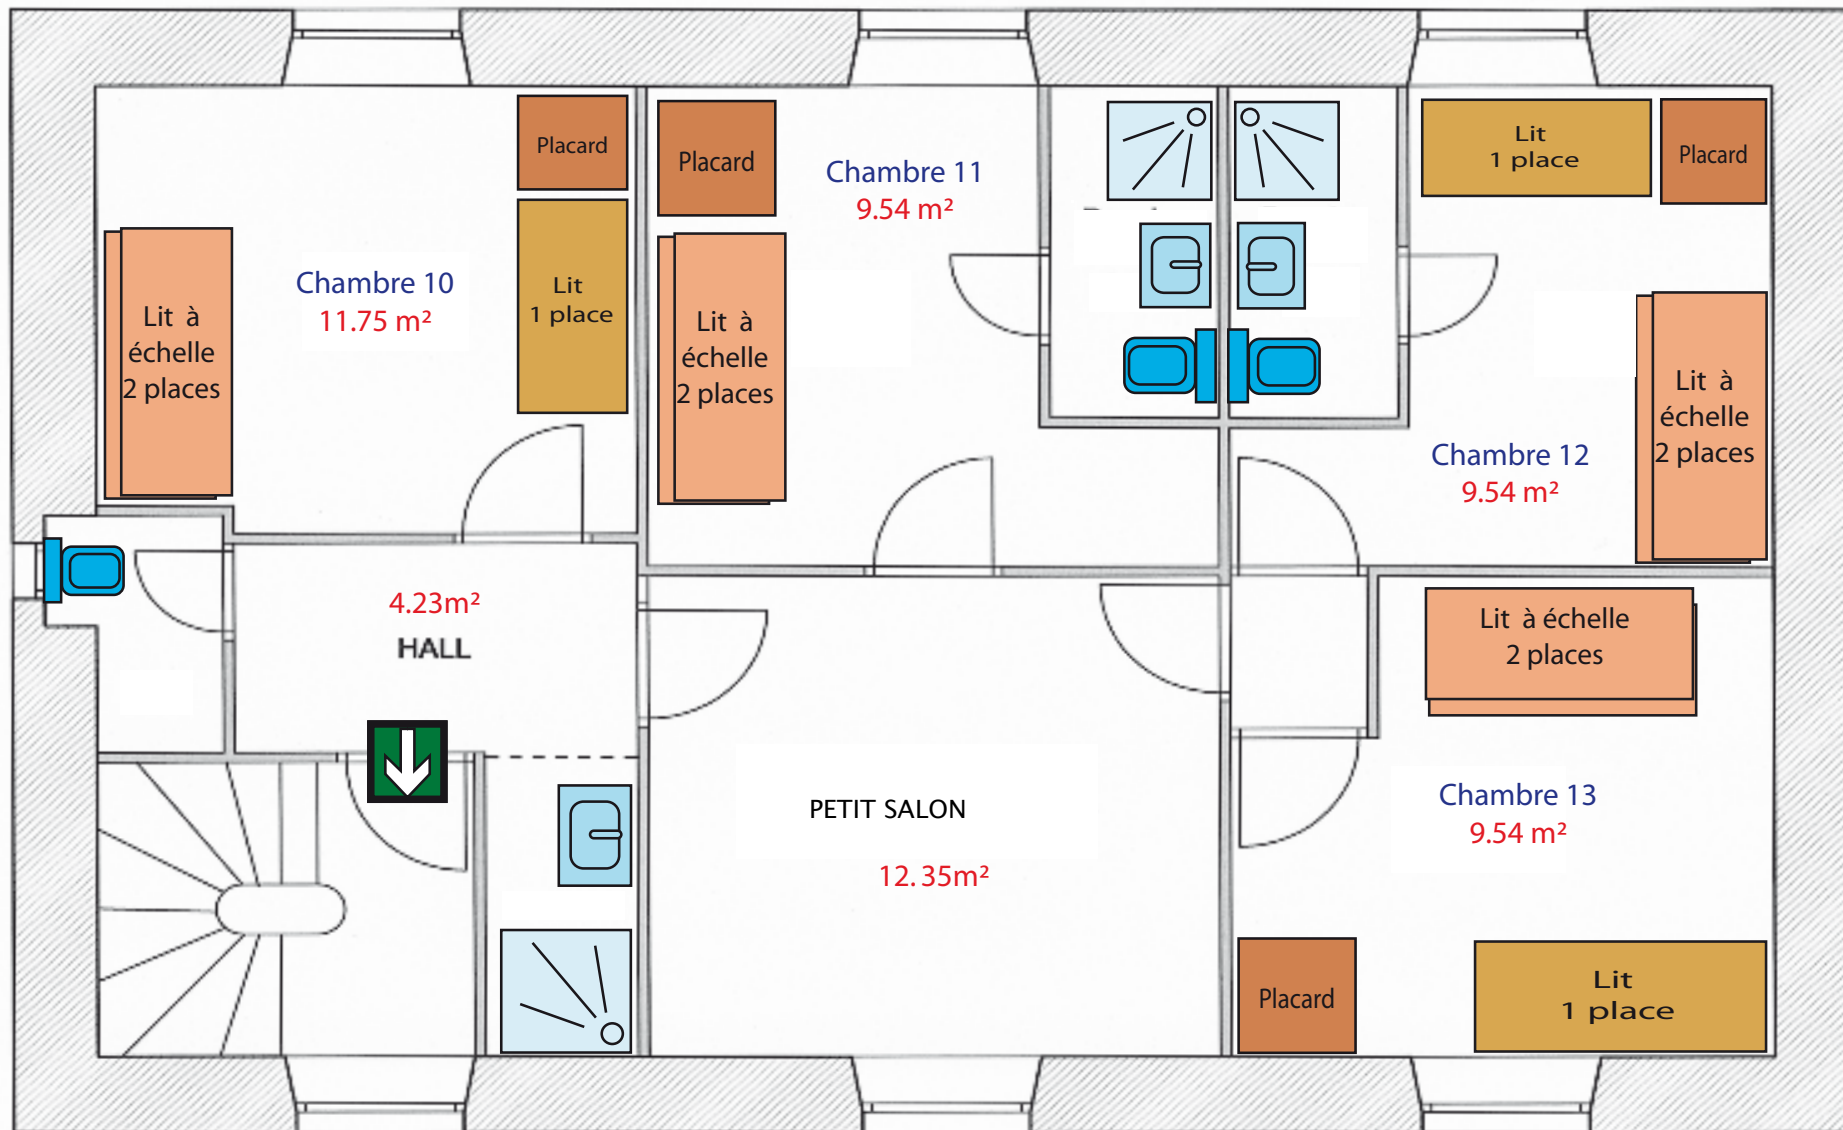 Placard
Chambre 10
11.75 m²
Lit
1 place
Lit à
échelle
2 places
Placard
Chambre 11
9.54 m²
Lit à
échelle
2 places
Lit
1 place
Placard
Lit à
échelle
2 places
Chambre 12
9.54 m²
4.23m²
HALL
PETIT SALON
12.35m²
Lit à échelle
2 places
Chambre 13
9.54 m²
Placard
Lit
1 place